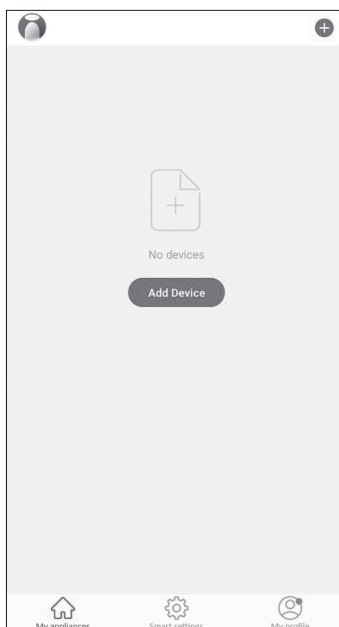 No devices
Add Device
My appliances
Smart settings
My profile